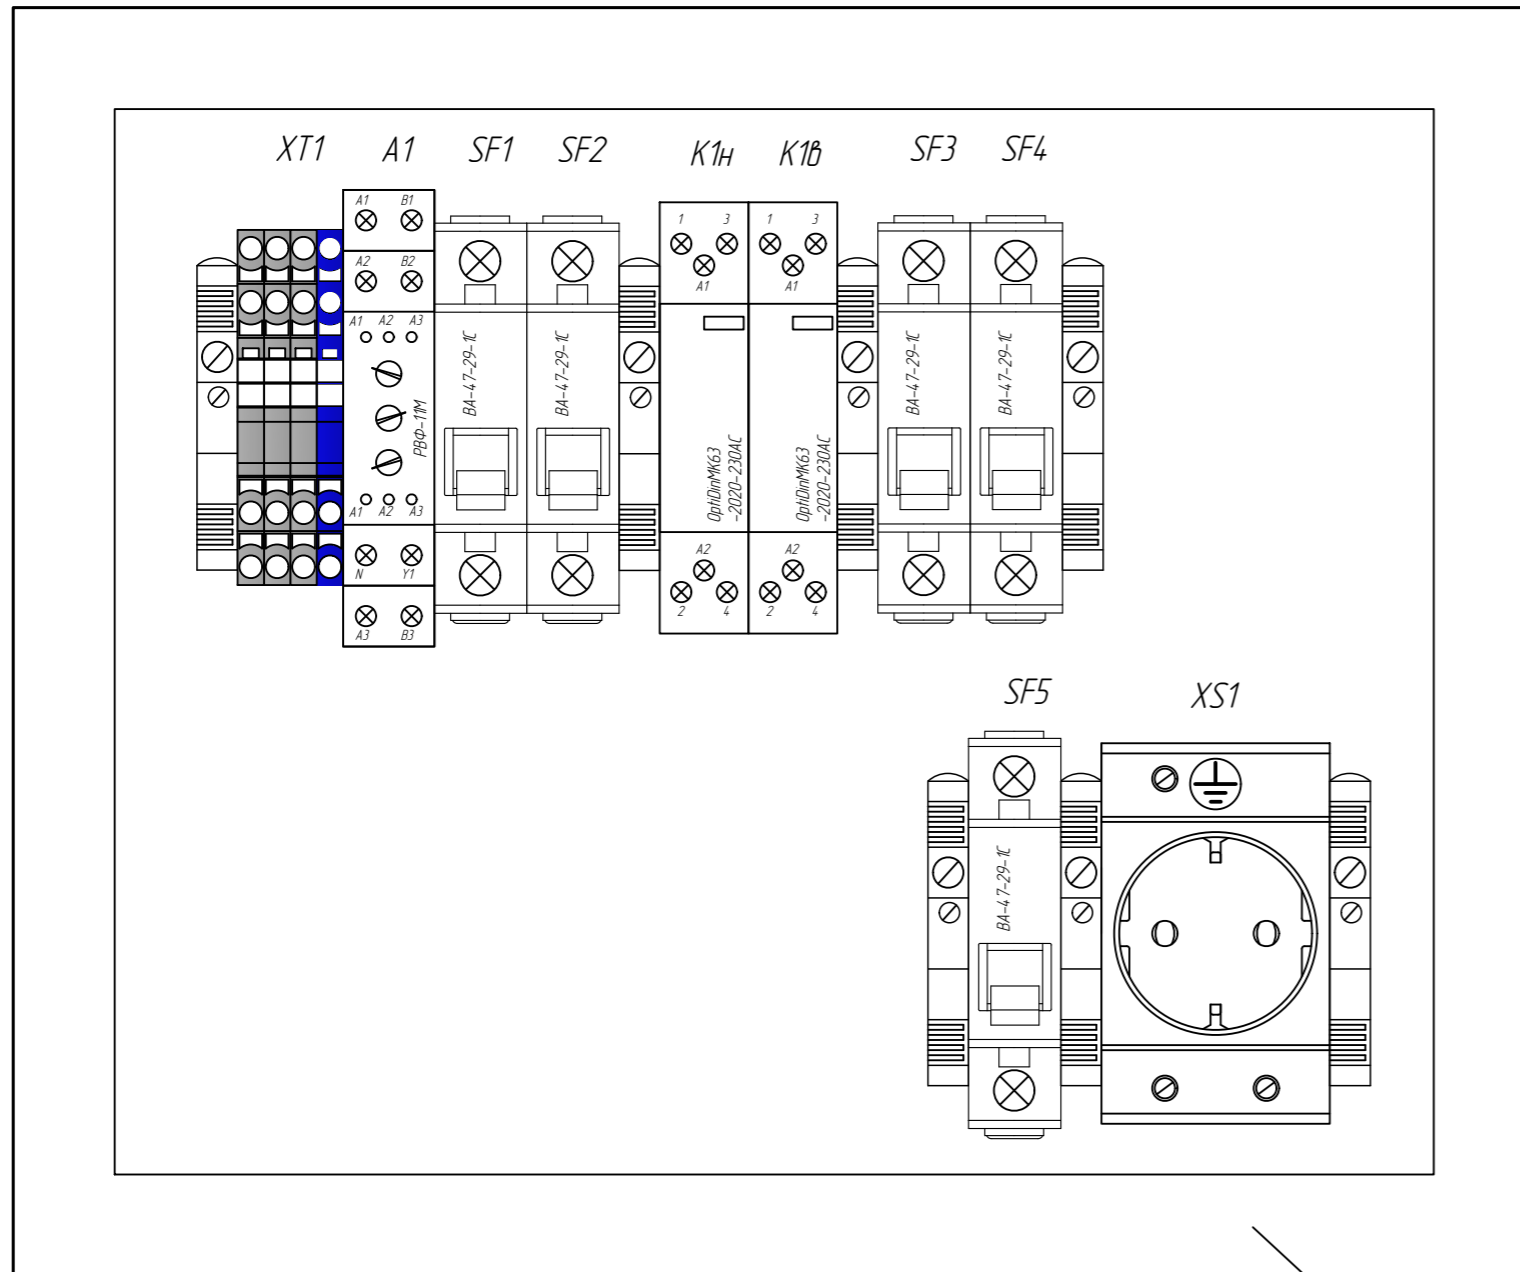 XT1 A1 SF1 SF2 K1н K1в SF3 SF4
A1 B1
A2 B2
A1 A2 A3
РВФ-11М
A1 A2 A3
N Y1
A3 B3
ВА-47-29-1С
ВА-47-29-1С
1 3
A1
OptiDinMK63
-2020-230AC
A2
2 4
1 3
A1
OptiDinMK63
-2020-230AC
A2
2 4
ВА-47-29-1С
ВА-47-29-1С
SF5 XS1
ВА-47-29-1С